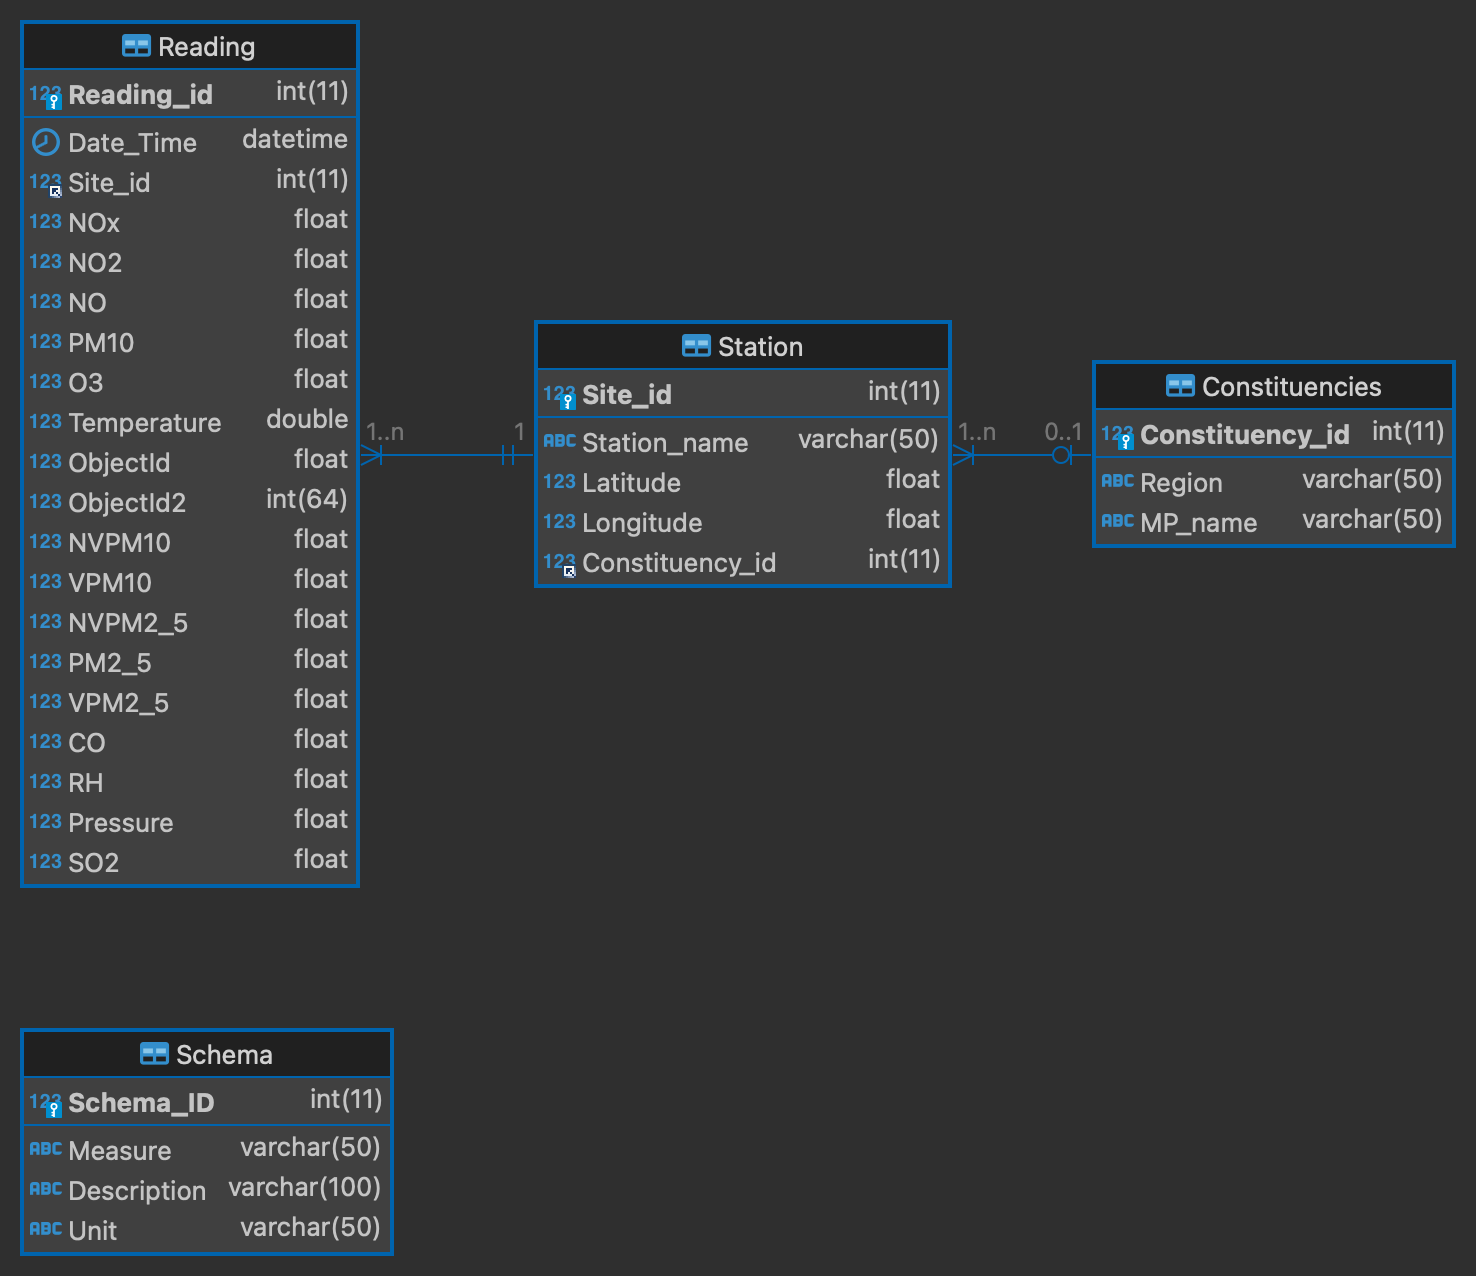 Reading
123 Reading_id int(11)
Date_Time datetime
123 Site_id int(11)
123 NOx float
123 NO2 float
123 NO float
123 PM10 float
123 O3 float
123 Temperature double
123 ObjectId float
123 ObjectId2 int(64)
123 NVPM10 float
123 VPM10 float
123 NVPM2_5 float
123 PM2_5 float
123 VPM2_5 float
123 CO float
123 RH float
123 Pressure float
123 SO2 float
1..n 1
Station
123 Site_id int(11)
ABC Station_name varchar(50)
123 Latitude float
123 Longitude float
123 Constituency_id int(11)
1..n 0..1
Constituencies
123 Constituency_id int(11)
ABC Region varchar(50)
ABC MP_name varchar(50)
Schema
123 Schema_ID int(11)
ABC Measure varchar(50)
ABC Description varchar(100)
ABC Unit varchar(50)